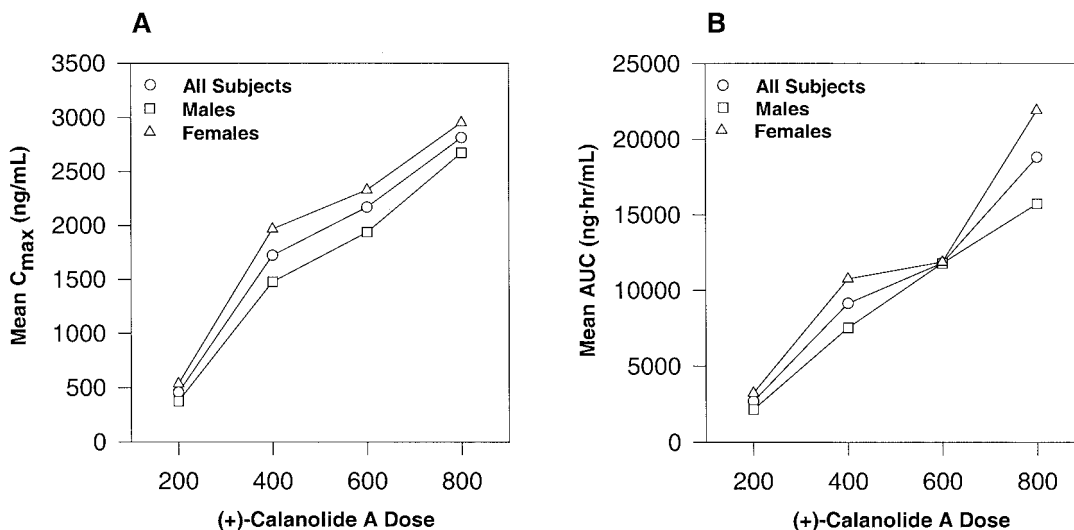 A
3500
3000
2500
2000
1500
1000
500
0
Mean Cmax (ng/mL)
All Subjects
Males
Females
200 400 600 800
(+)-Calanolide A Dose
B
25000
20000
15000
10000
5000
0
Mean AUC (ng·hr/mL)
All Subjects
Males
Females
200 400 600 800
(+)-Calanolide A Dose